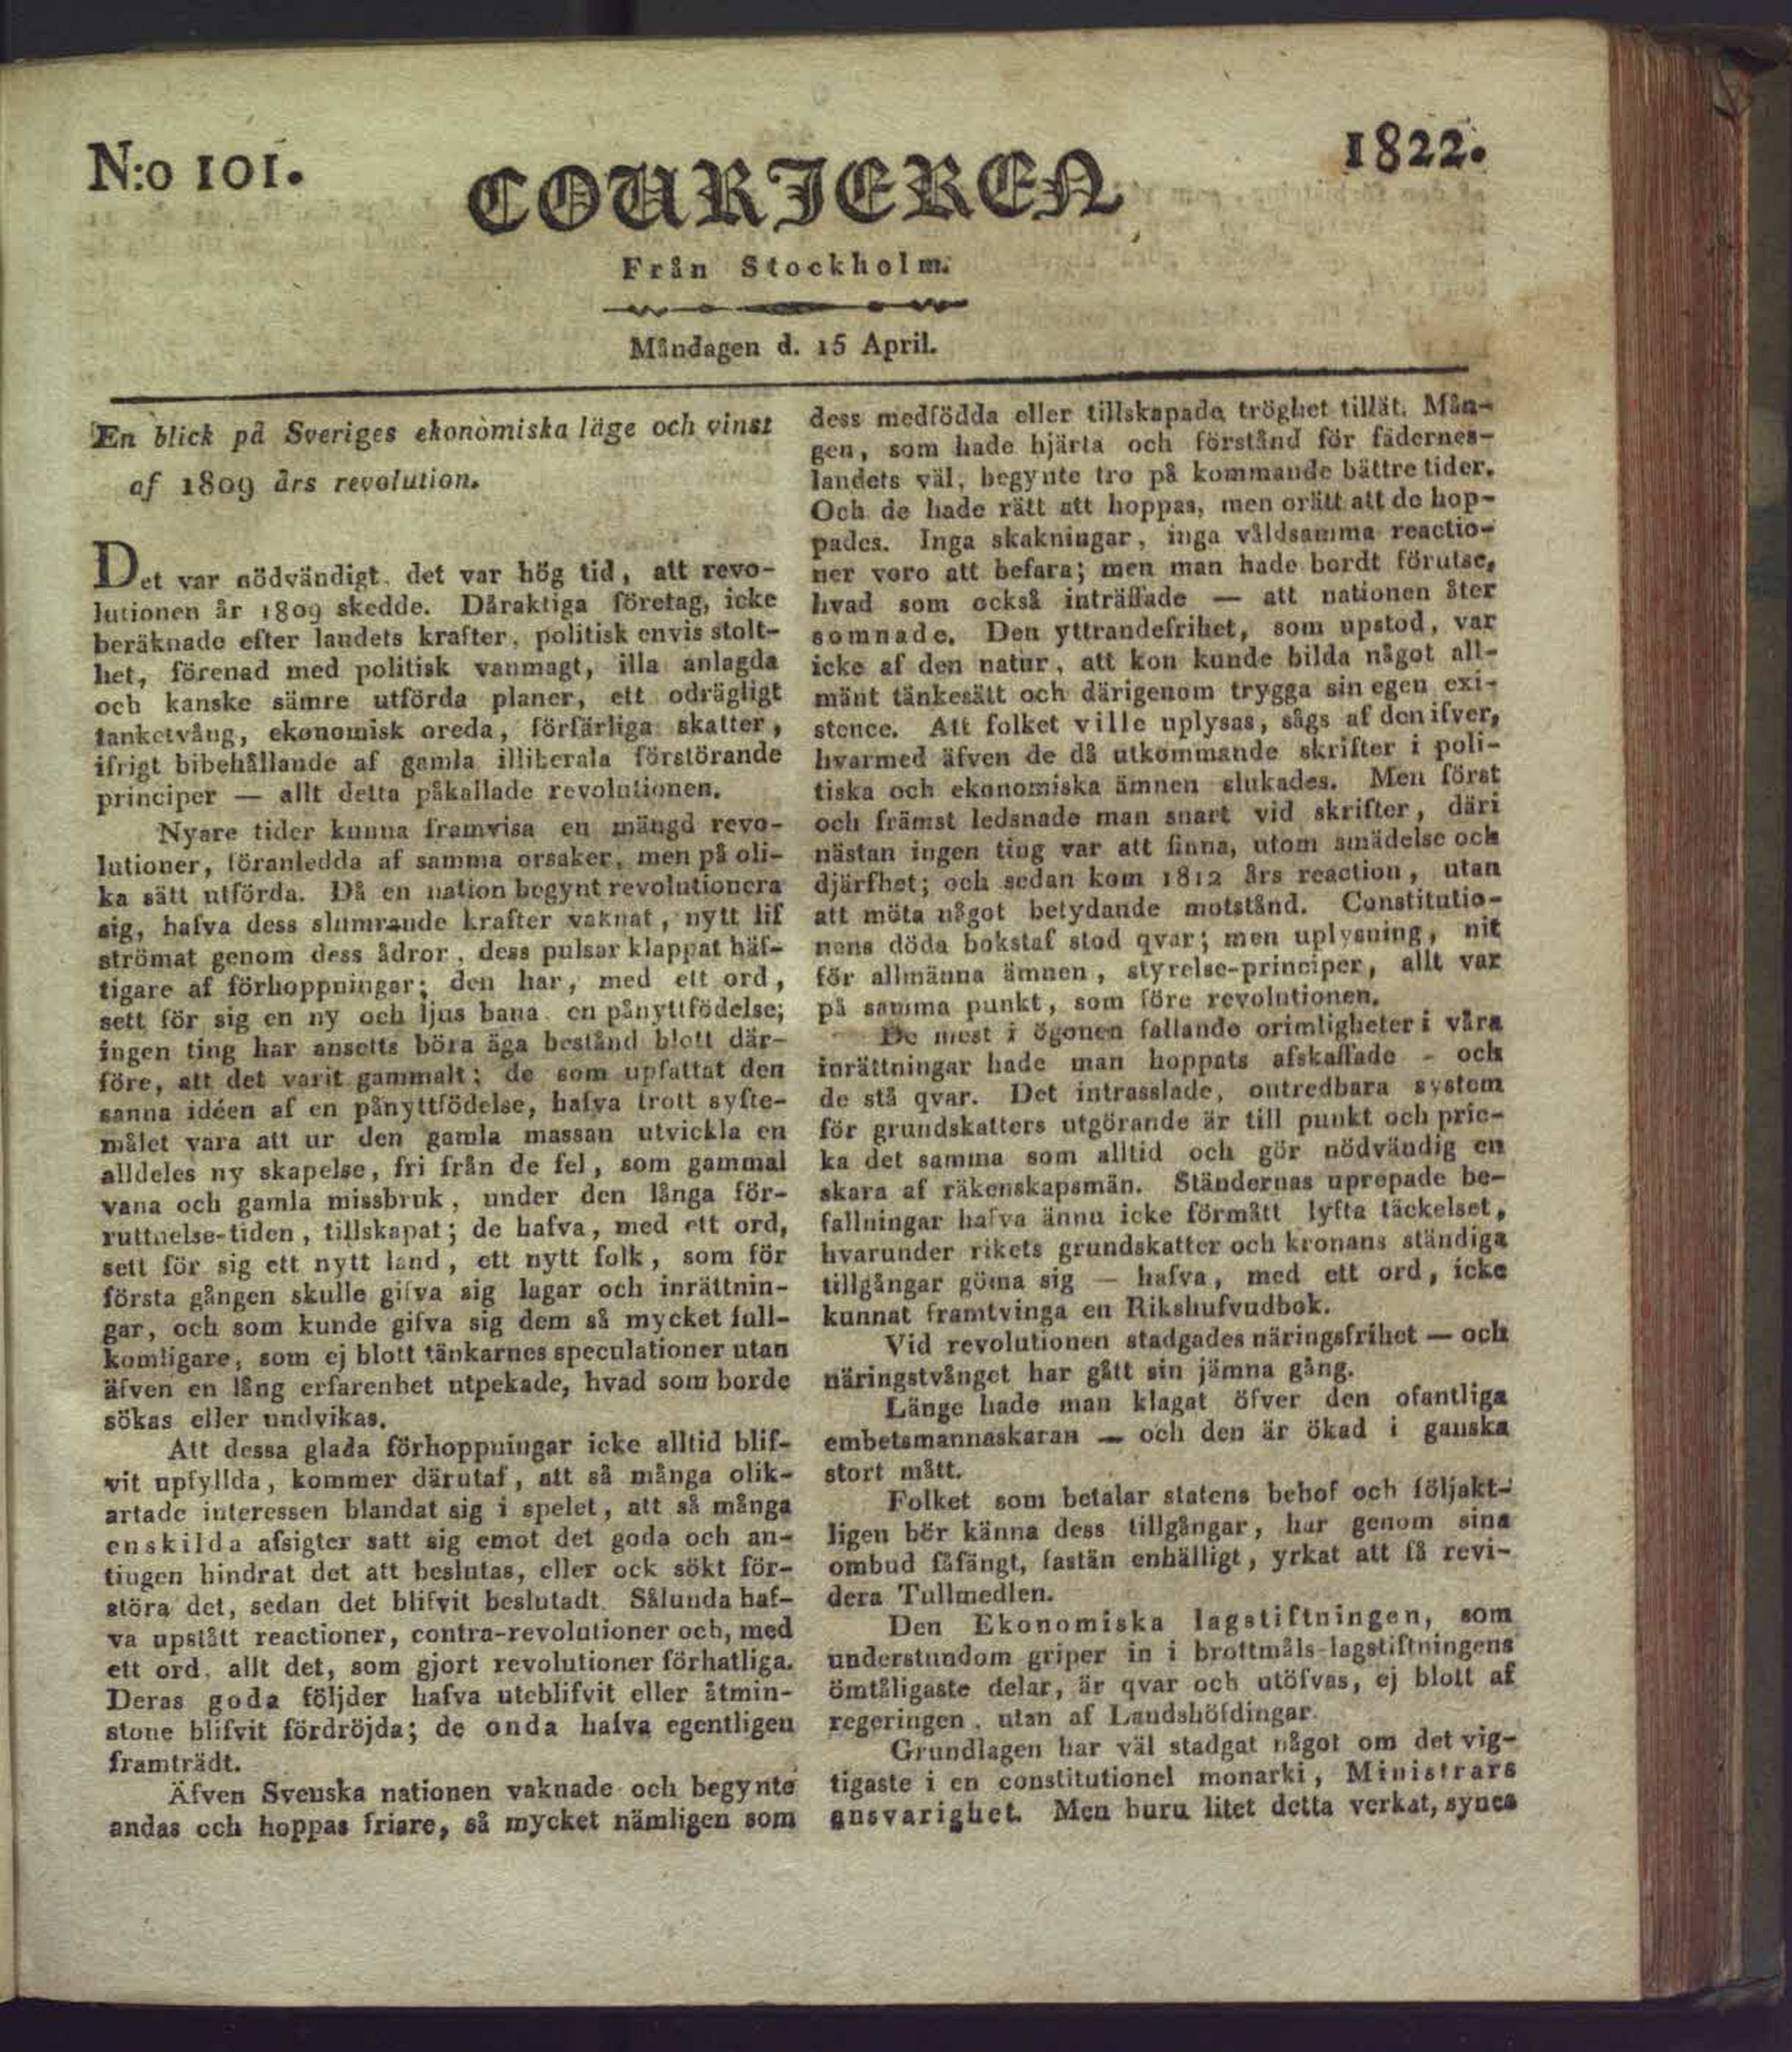 N:o 101.
COURIEREN
1822.
Från Stockholm.
Måndagen d. 15 April.
En blick på Sveriges ekonomiska läge och vinst
af 1809 års revolution.
Det var nödvändigt, det var hög tid, att revo-
lutionen år 1809 skedde. Dåraktiga företag, icke
beräknade efter landets krafter, politisk envis stolt-
het, förenad med politisk vanmagt, illa anlagda
och kanske sämre utförda planer, ett odrägligt
tanketvång, ekonomisk oreda, förfärliga skatter,
ifrigt bibehållande af gamla illiberala förstörande
principer — allt detta påkallade revolutionen.
Nyare tider kunna framvisa en mängd revo-
lutioner, föranledda af samma orsaker, men på oli-
ka sätt utförda. Då en nation begynt revolutionera
sig, hafva dess slumrande krafter vaknat, nytt lif
strömat genom dess ådror, dess pulsar klappat häf-
tigare af förhoppningar; den har, med ett ord,
sett för sig en ny och ljus bana, en pånyttfödelse;
ingen ting har ansetts böra äga bestånd blott där-
före, att det varit gammalt; de som upfattat den
sanna idéen af en pånyttfödelse, hafva trott syfte-
målet vara att ur den gamla massan utvickla en
alldeles ny skapelse, fri från de fel, som gammal
vana och gamla missbruk, under den långa för-
ruttnelse-tiden, tillskapat; de hafva, med ett ord,
sett för sig ett nytt land, ett nytt folk, som för
första gången skulle gifva sig lagar och inrättnin-
gar, och som kunde gifva sig dem så mycket full-
komligare, som ej blott tänkarnes speculationer utan
äfven en lång erfarenhet utpekade, hvad som borde
sökas eller undvikas.
Att dessa glada förhoppningar icke alltid blif-
vit upfyllda, kommer därutaf, att så många olik-
artade interessen blandat sig i spelet, att så många
enskilda afsigter satt sig emot det goda och an-
tingen hindrat det att beslutas, eller ock sökt för-
störa det, sedan det blifvit beslutadt. Sålunda haf-
va upstått reactioner, contra-revolutioner och, med
ett ord, allt det, som gjort revolutioner förhatliga.
Deras goda följder hafva uteblifvit eller åtmin-
stone blifvit fördröjda; de onda hafva egentligen
framträdt.
Äfven Svenska nationen vaknade och begynte
andas och hoppas friare, så mycket nämligen som
dess medfödda eller tillskapade tröghet tillät. Mån-
gen, som hade hjärta och förstånd för fädernes-
landets väl, begynte tro på kommande bättre tider.
Och de hade rätt att hoppas, men orätt att de hop-
pades. Inga skakningar, inga våldsamma reactio-
ner voro att befara; men man hade bordt förutse,
hvad som också inträffade — att nationen åter
somnade. Den yttrandefrihet, som upstod, var
icke af den natur, att kon kunde bilda något all-
mänt tänkesätt och därigenom trygga sin egen exi-
stence. Att folket ville uplysas, sågs af den ifver,
hvarmed äfven de då utkommande skrifter i poli-
tiska och ekonomiska ämnen slukades. Men först
och främst ledsnade man snart vid skrifter, däri
nästan ingen ting var att finna, utom smädelse och
djärfhet; och sedan kom 1812 års reaction, utan
att möta något betydande motstånd. Constitutio-
nens döda bokstaf stod qvar; men uplysning, nit
för allmänna ämnen, styrelse-principer, allt var
på samma punkt, som före revolutionen.
De mest i ögonen fallande orimligheter i våra
inrättningar hade man hoppats afskaffade - och
de stå qvar. Det intrasslade, outredbara system
för grundskatters utgörande är till punkt och pric-
ka det samma som alltid och gör nödvändig en
skara af räkenskapsmän. Ständernas uprepade be-
fallningar hafva ännu icke förmått lyfta täckelset,
hvarunder rikets grundskatter och kronans ständiga
tillgångar göma sig — hafva, med ett ord, icke
kunnat framtvinga en Rikshufvudbok.
Vid revolutionen stadgades näringsfrihet — och
näringstvånget har gått sin jämna gång.
Länge hade man klagat öfver den ofantliga
embetsmannaskaran — och den är ökad i ganska
stort mått.
Folket som betalar statens behof och följakt-
ligen bör känna dess tillgångar, har genom sina
ombud fåfängt, fastän enhälligt, yrkat att få revi-
dera Tullmedlen.
Den Ekonomiska lagstiftningen, som
understundom griper in i brottmåls-lagstiftningens
ömtåligaste delar, är qvar och utöfvas, ej blott af
regeringen, utan af Landshöfdingar.
Grundlagen har väl stadgat något om det vig-
tigaste i en constitutionel monarki, Ministrars
ansvarighet. Men huru litet detta verkat, synes